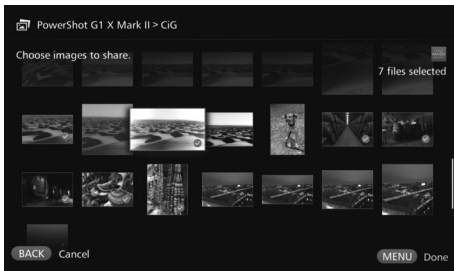 PowerShot G1 X Mark II > CiG
Choose images to share.
7 files selected
BACK Cancel
MENU Done